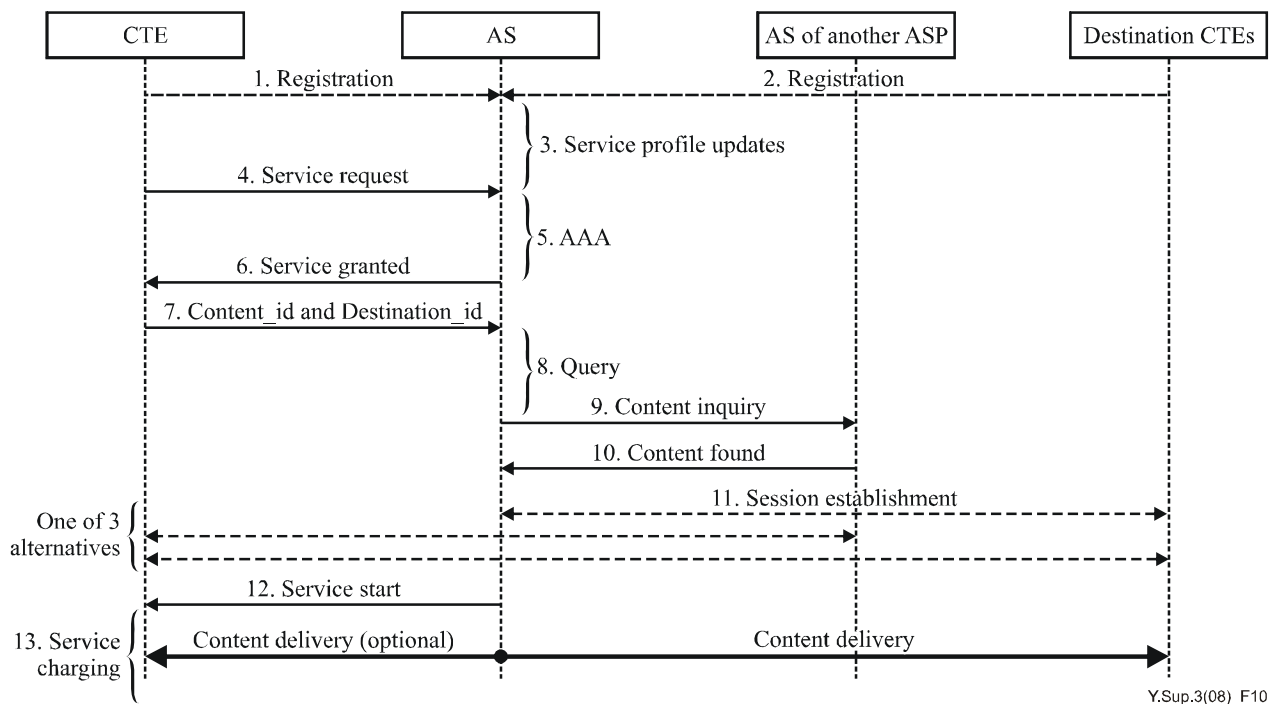 CTE
AS
AS of another ASP
Destination CTEs
1. Registration
2. Registration
3. Service profile updates
4. Service request
5. AAA
6. Service granted
7. Content_id and Destination_id
8. Query
9. Content inquiry
10. Content found
11. Session establishment
One of 3
alternatives
12. Service start
13. Service
charging
Content delivery (optional)
Content delivery
Y.Sup.3(08)_F10